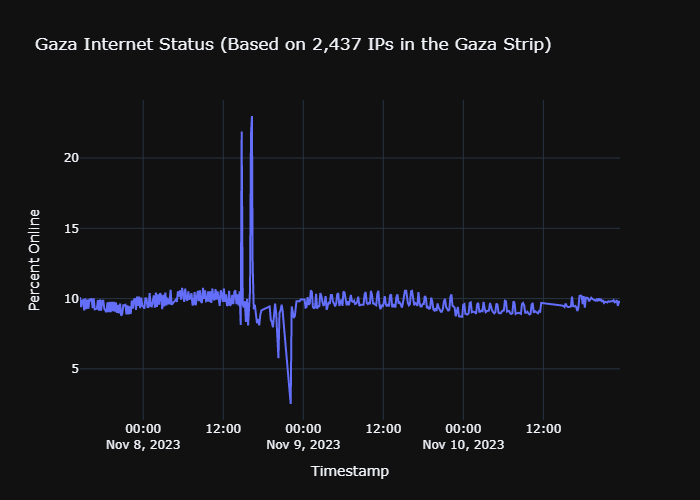 Gaza Internet Status (Based on 2,437 IPs in the Gaza Strip)
Percent Online
20
15
10
5
00:00 12:00 00:00 12:00 00:00 12:00
Nov 8, 2023 Nov 9, 2023 Nov 10, 2023
Timestamp